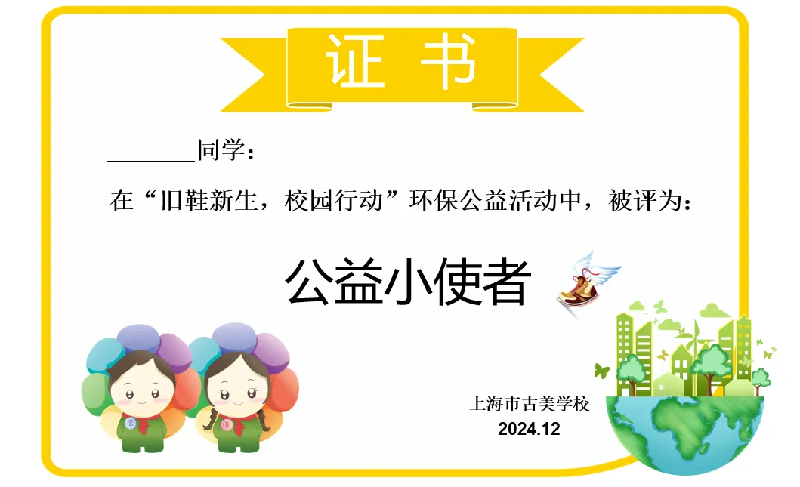 证 书
_______同学：
在“旧鞋新生，校园行动”环保公益活动中，被评为：
公益小使者
上海市古美学校
2024.12